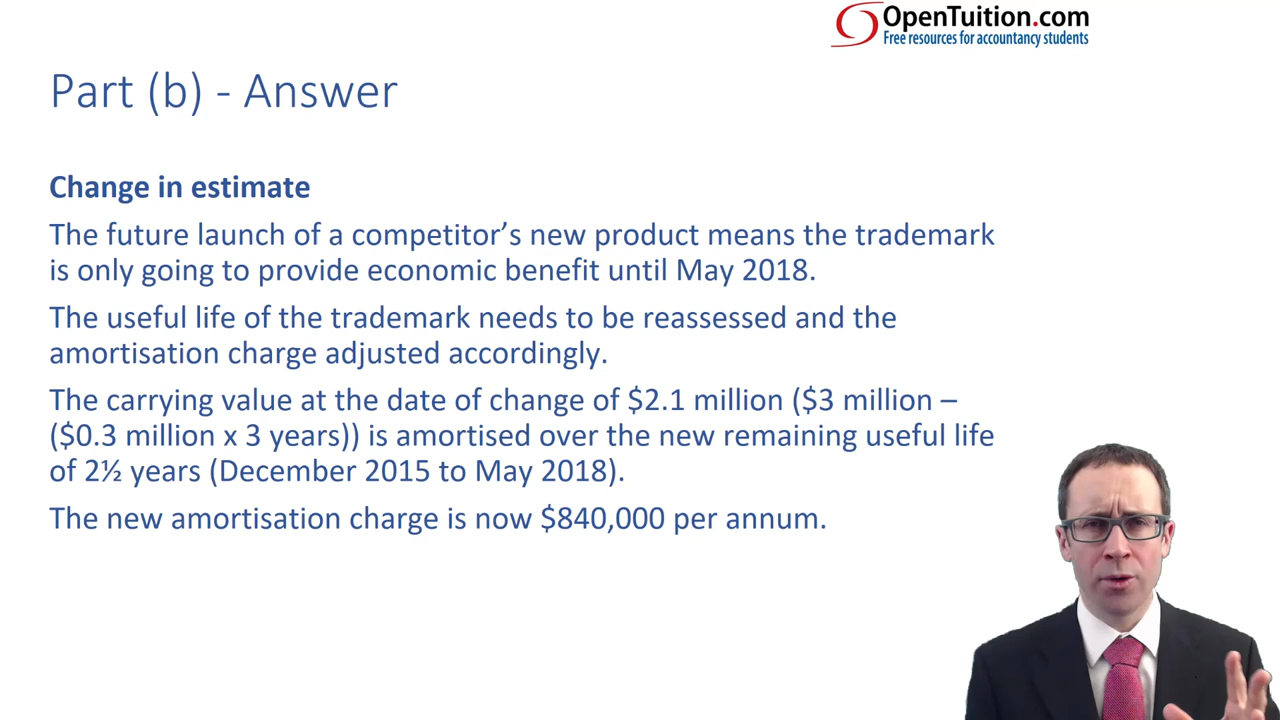 OpenTuition.com
Free resources for accountancy students
Part (b) - Answer
Change in estimate
The future launch of a competitor’s new product means the trademark
is only going to provide economic benefit until May 2018.
The useful life of the trademark needs to be reassessed and the
amortisation charge adjusted accordingly.
The carrying value at the date of change of $2.1 million ($3 million –
($0.3 million x 3 years)) is amortised over the new remaining useful life
of 2½ years (December 2015 to May 2018).
The new amortisation charge is now $840,000 per annum.